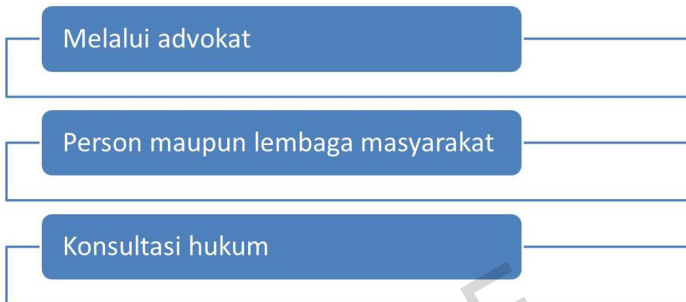 Melalui advokat
Person maupun lembaga masyarakat
Konsultasi hukum